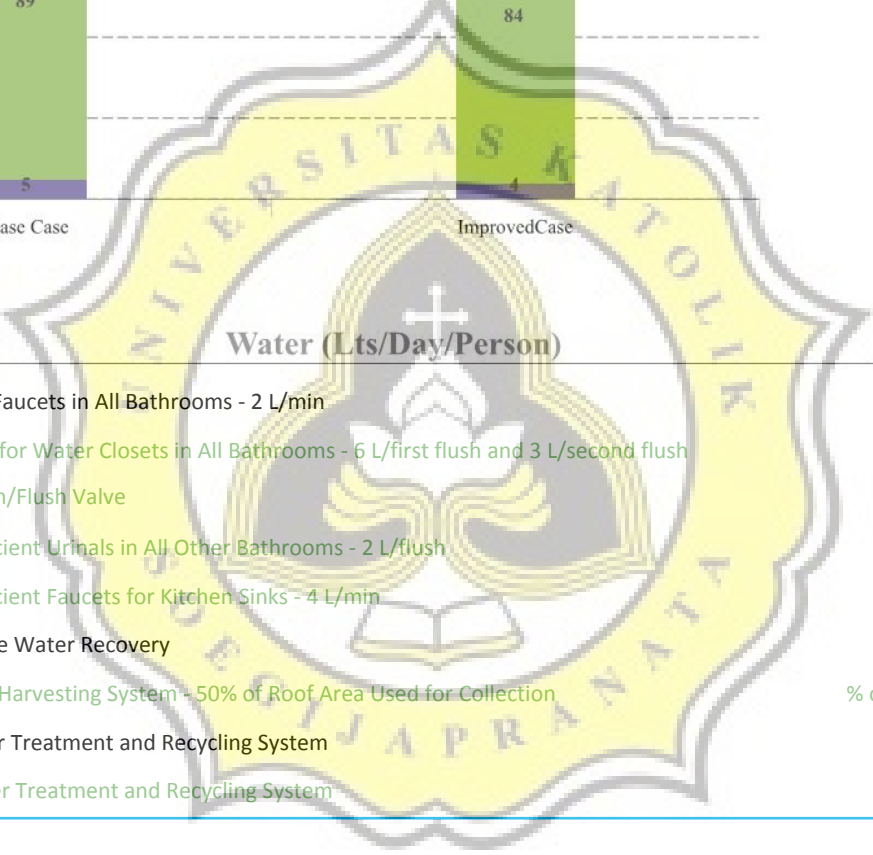 89
84
5
4
ase Case
ImprovedCase
Water (Lts/Day/Person)
Faucets in All Bathrooms - 2 L/min
for Water Closets in All Bathrooms - 6 L/first flush and 3 L/second flush
n/Flush Valve
cient Urinals in All Other Bathrooms - 2 L/flush
cient Faucets for Kitchen Sinks - 4 L/min
e Water Recovery
Harvesting System - 50% of Roof Area Used for Collection
% o
r Treatment and Recycling System
er Treatment and Recycling System
UNIVERSITAS KATOLIK
SOEGIJAPRANATA